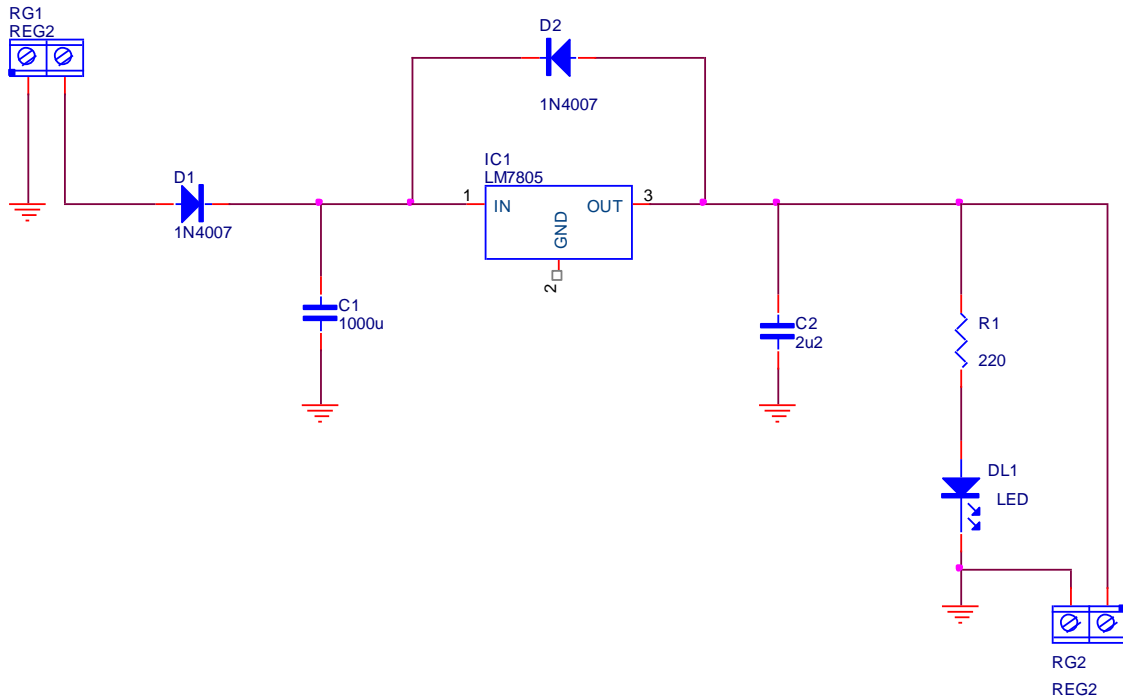 RG1
REG2
D2
1N4007
IC1
LM7805
D1
1N4007
1
IN
OUT
3
GND
2
C1
1000u
C2
2u2
R1
220
DL1
LED
RG2
REG2